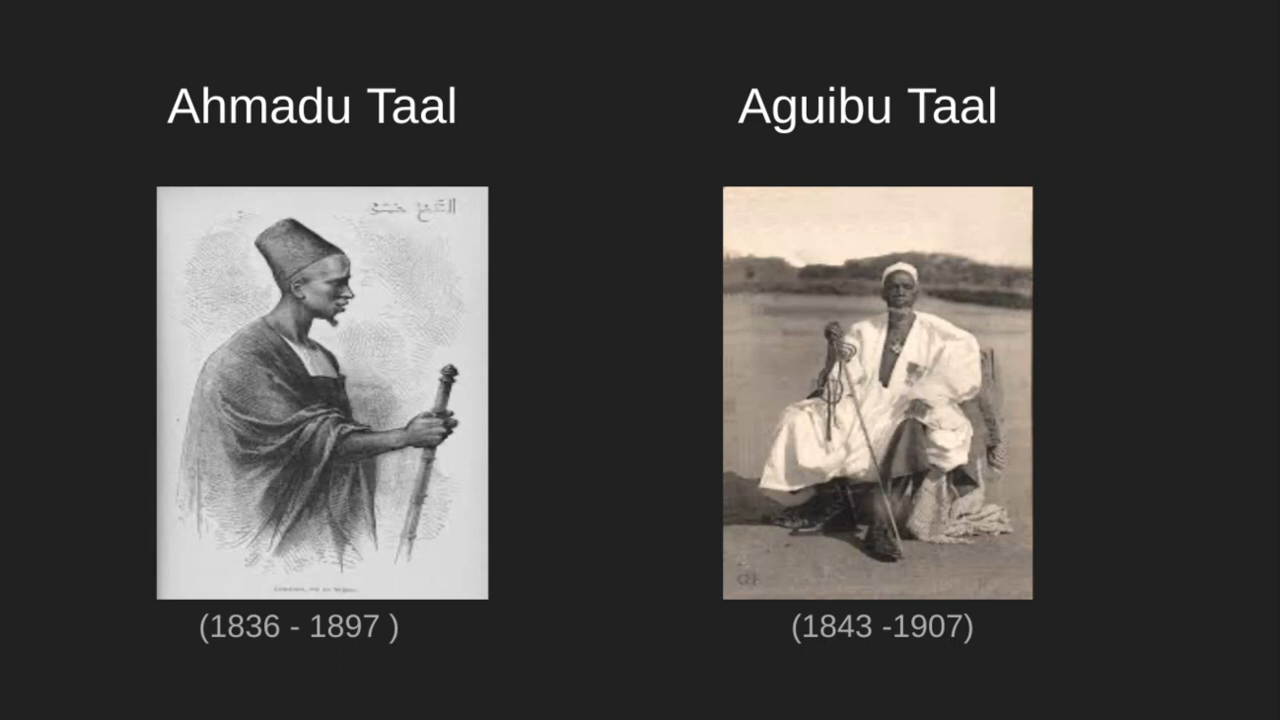 Ahmadu Taal
Aguibu Taal
(1836 - 1897 )
(1843 -1907)